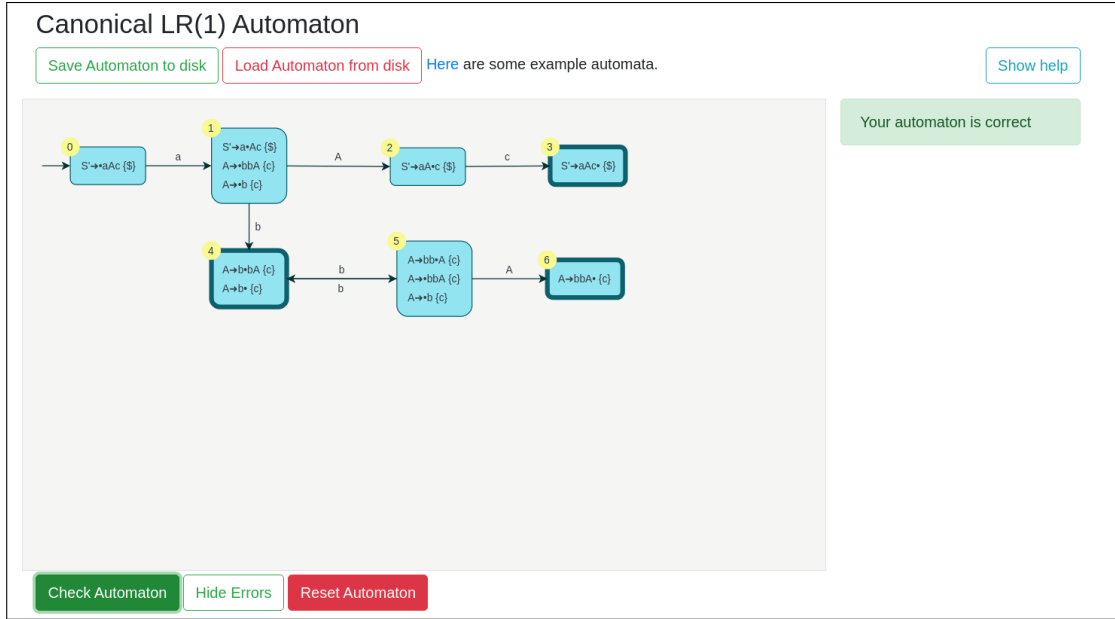 Canonical LR(1) Automaton
Save Automaton to disk Load Automaton from disk Here are some example automata. Show help
Your automaton is correct
0
S'→•aAc {$}
a
1
S'→a•Ac {$}
A→•bbA {c}
A→•b {c}
A
2
S'→aA•c {$}
c
3
S'→aAc• {$}
b
4
A→b•bA {c}
A→b• {c}
b
b
5
A→bb•A {c}
A→•bbA {c}
A→•b {c}
A
6
A→bbA• {c}
Check Automaton Hide Errors Reset Automaton